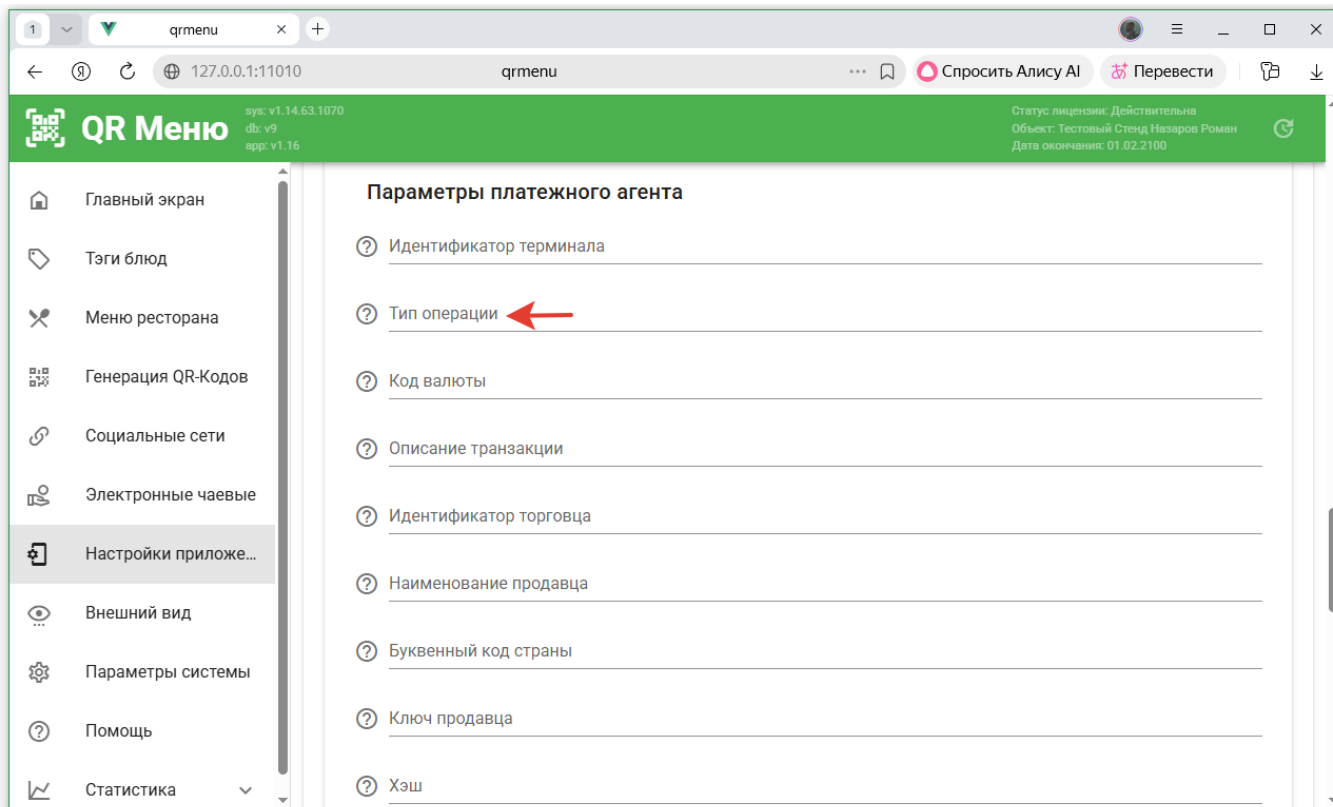 1
qrmenu
127.0.0.1:11010
qrmenu
Спросить Алису AI
Перевести
QR Меню
sys: v1.14.63.1070
db: v9
app: v1.16
Статус лицензии: Действительна
Объект: Тестовый Стенд Назаров Роман
Дата окончания: 01.02.2100
Главный экран
Тэги блюд
Меню ресторана
Генерация QR-Кодов
Социальные сети
Электронные чаевые
Настройки приложе...
Внешний вид
Параметры системы
Помощь
Статистика
Параметры платежного агента
Идентификатор терминала
Тип операции
Код валюты
Описание транзакции
Идентификатор торговца
Наименование продавца
Буквенный код страны
Ключ продавца
Хэш